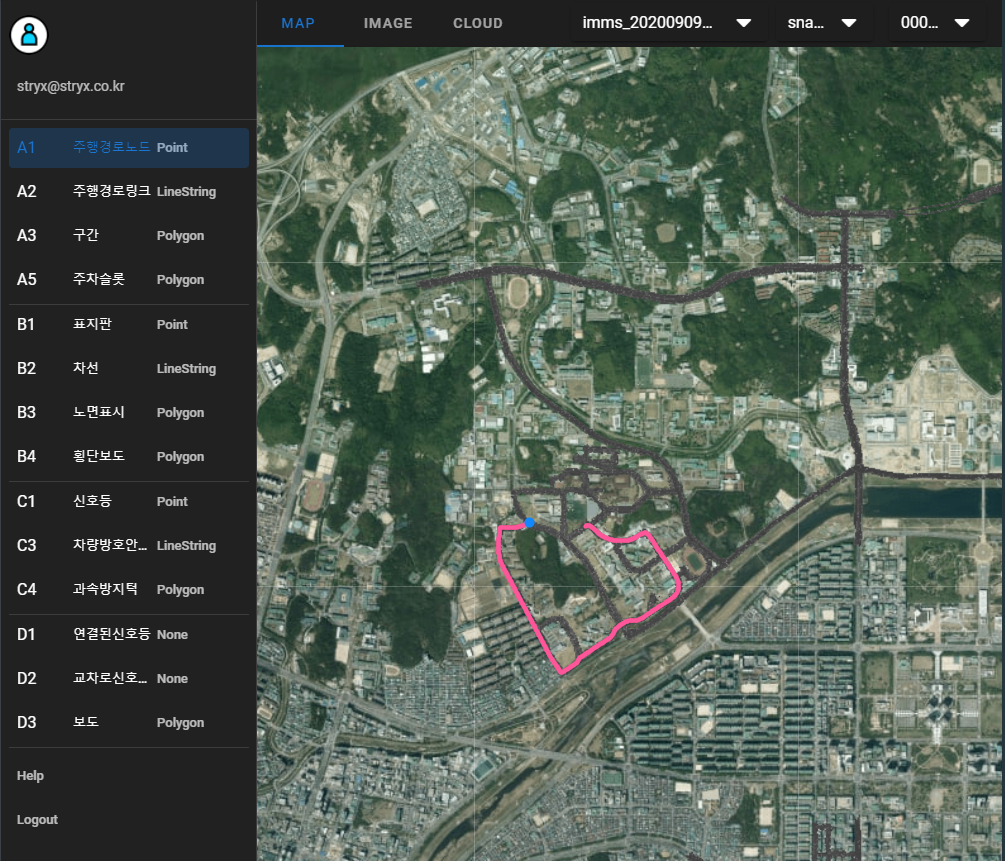 MAP IMAGE CLOUD imms_20200909... sna... 000...
stryx@stryx.co.kr
A1 주행경로노드 Point
A2 주행경로링크 LineString
A3 구간 Polygon
A5 주차슬롯 Polygon
B1 표지판 Point
B2 차선 LineString
B3 노면표시 Polygon
B4 횡단보도 Polygon
C1 신호등 Point
C3 차량방호안... LineString
C4 과속방지턱 Polygon
D1 연결된신호등 None
D2 교차로신호... None
D3 보도 Polygon
Help
Logout